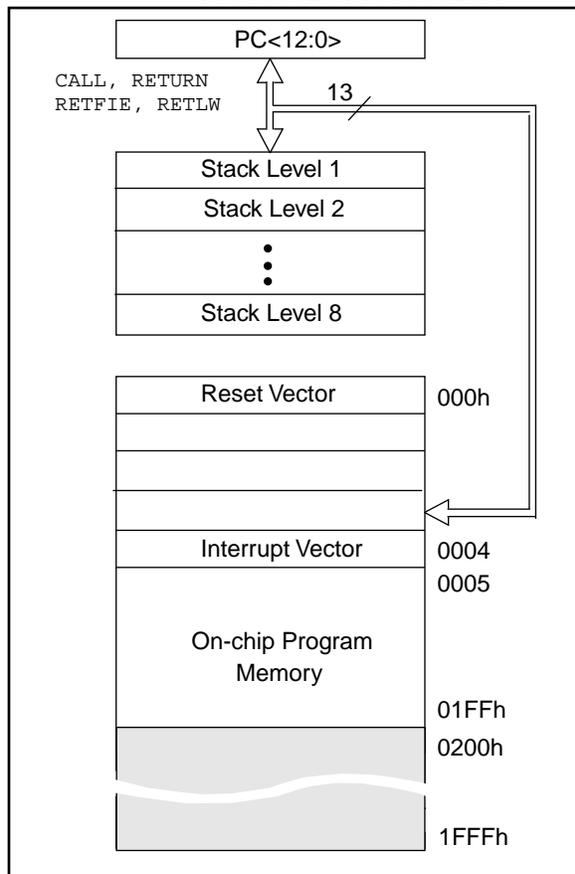 PC<12:0>
CALL, RETURN
RETFIE, RETLW
13
Stack Level 1
Stack Level 2
Stack Level 8
Reset Vector
000h
Interrupt Vector
0004
0005
On-chip Program
Memory
01FFh
0200h
1FFFh